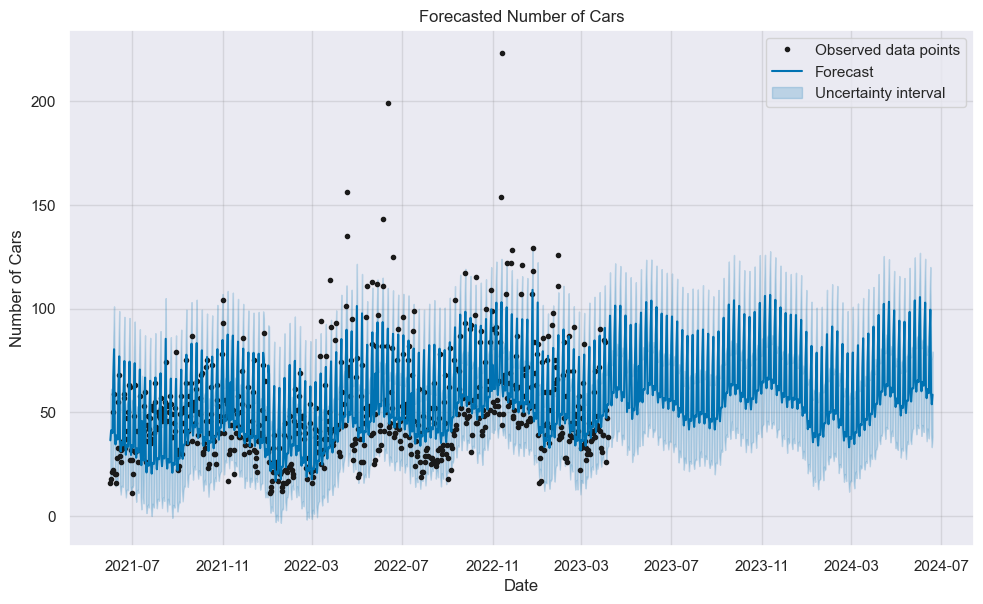 Forecasted Number of Cars
Observed data points
Forecast
Uncertainty interval
Number of Cars
200
150
100
50
0
2021-07 2021-11 2022-03 2022-07 2022-11 2023-03 2023-07 2023-11 2024-03 2024-07
Date